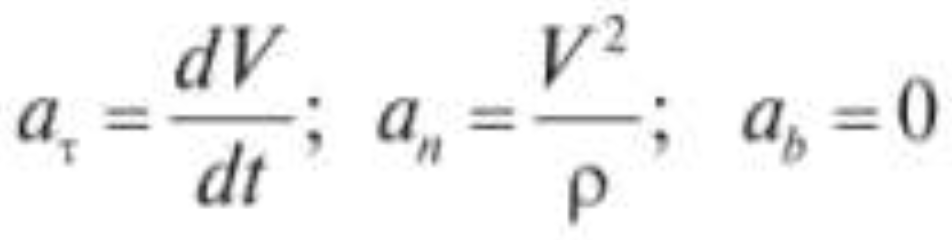 a_τ = dV/dt; a_n = V²/ρ; a_b = 0